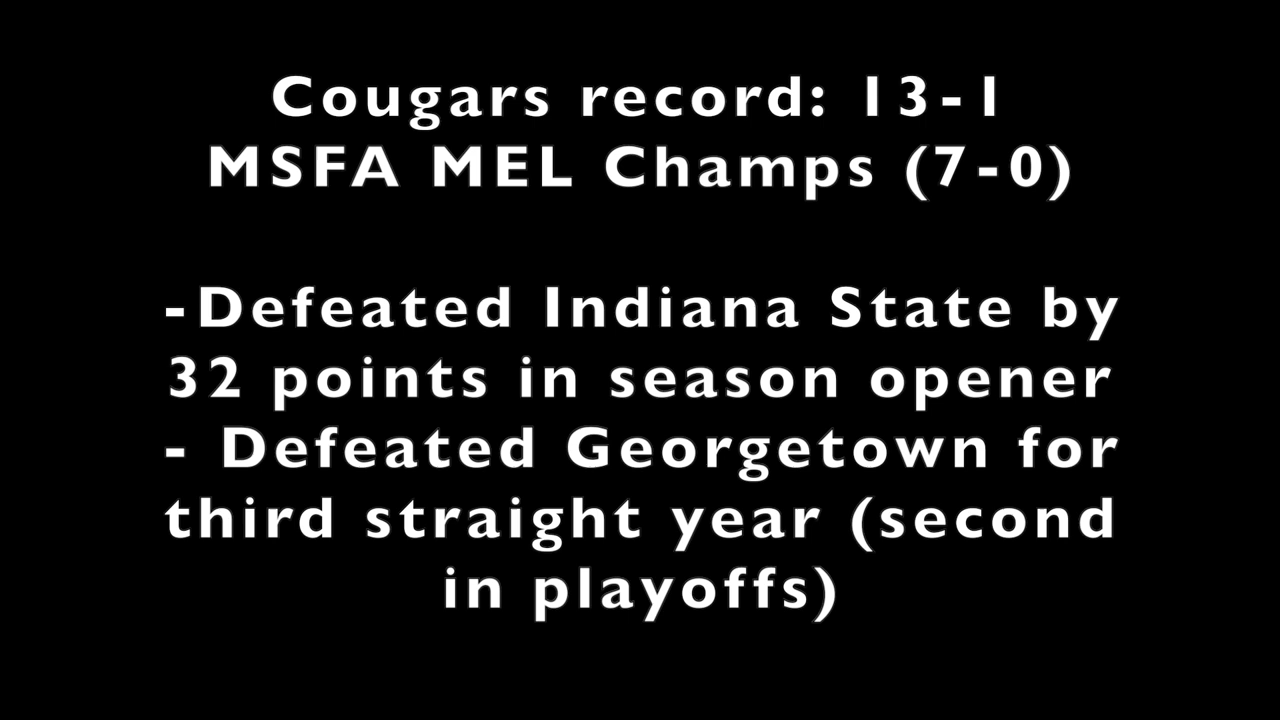 Cougars record: 13-1
MSFA MEL Champs (7-0)
-Defeated Indiana State by
32 points in season opener
- Defeated Georgetown for
third straight year (second
in playoffs)